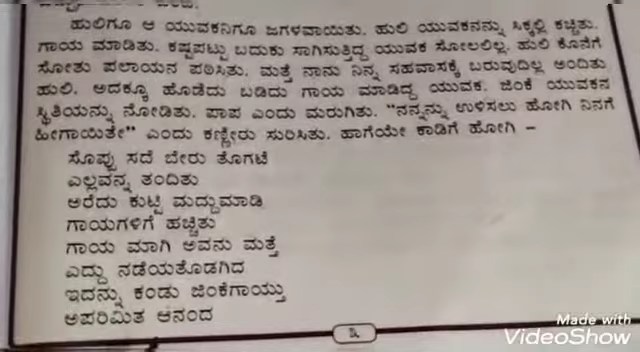 ಹುಲಿಗೂ ಆ ಯುವಕನಿಗೂ ಜಗಳವಾಯಿತು. ಹುಲಿ ಯುವಕನನ್ನು ಸಿಕ್ಕಲ್ಲಿ ಕಚ್ಚಿತು.
ಗಾಯ ಮಾಡಿತು. ಕಷ್ಟಪಟ್ಟು ಬದುಕು ಸಾಗಿಸುತ್ತಿದ್ದ ಯುವಕ ಸೋಲಲಿಲ್ಲ. ಹುಲಿ ಕೊನೆಗೆ
ಸೋತು ಪಲಾಯನ ಪಠಿಸಿತು. ಮತ್ತೆ ನಾನು ನಿನ್ನ ಸಹವಾಸಕ್ಕೆ ಬರುವುದಿಲ್ಲ ಅಂದಿತು
ಹುಲಿ. ಅದಕ್ಕೂ ಹೊಡೆದು ಬಡಿದು ಗಾಯ ಮಾಡಿದ್ದ ಯುವಕ. ಜಿಂಕೆ ಯುವಕನ
ಸ್ಥಿತಿಯನ್ನು ನೋಡಿತು. ಪಾಪ ಎಂದು ಮರುಗಿತು. "ನನ್ನನ್ನು ಉಳಿಸಲು ಹೋಗಿ ನಿನಗೆ
ಹೀಗಾಯಿತೇ" ಎಂದು ಕಣ್ಣೀರು ಸುರಿಸಿತು. ಹಾಗೆಯೇ ಕಾಡಿಗೆ ಹೋಗಿ –
ಸೊಪ್ಪು ಸದೆ ಬೇರು ತೊಗಟೆ
ಎಲ್ಲವನ್ನ ತಂದಿತು
ಅರೆದು ಕುಟ್ಟಿ ಮದ್ದುಮಾಡಿ
ಗಾಯಗಳಿಗೆ ಹಚ್ಚಿತು
ಗಾಯ ಮಾಗಿ ಅವನು ಮತ್ತೆ
ಎದ್ದು ನಡೆಯತೊಡಗಿದ
ಇದನ್ನು ಕಂಡು ಜಿಂಕೆಗಾಯ್ತು
ಅಪರಿಮಿತ ಆನಂದ
Made with
VideoShow